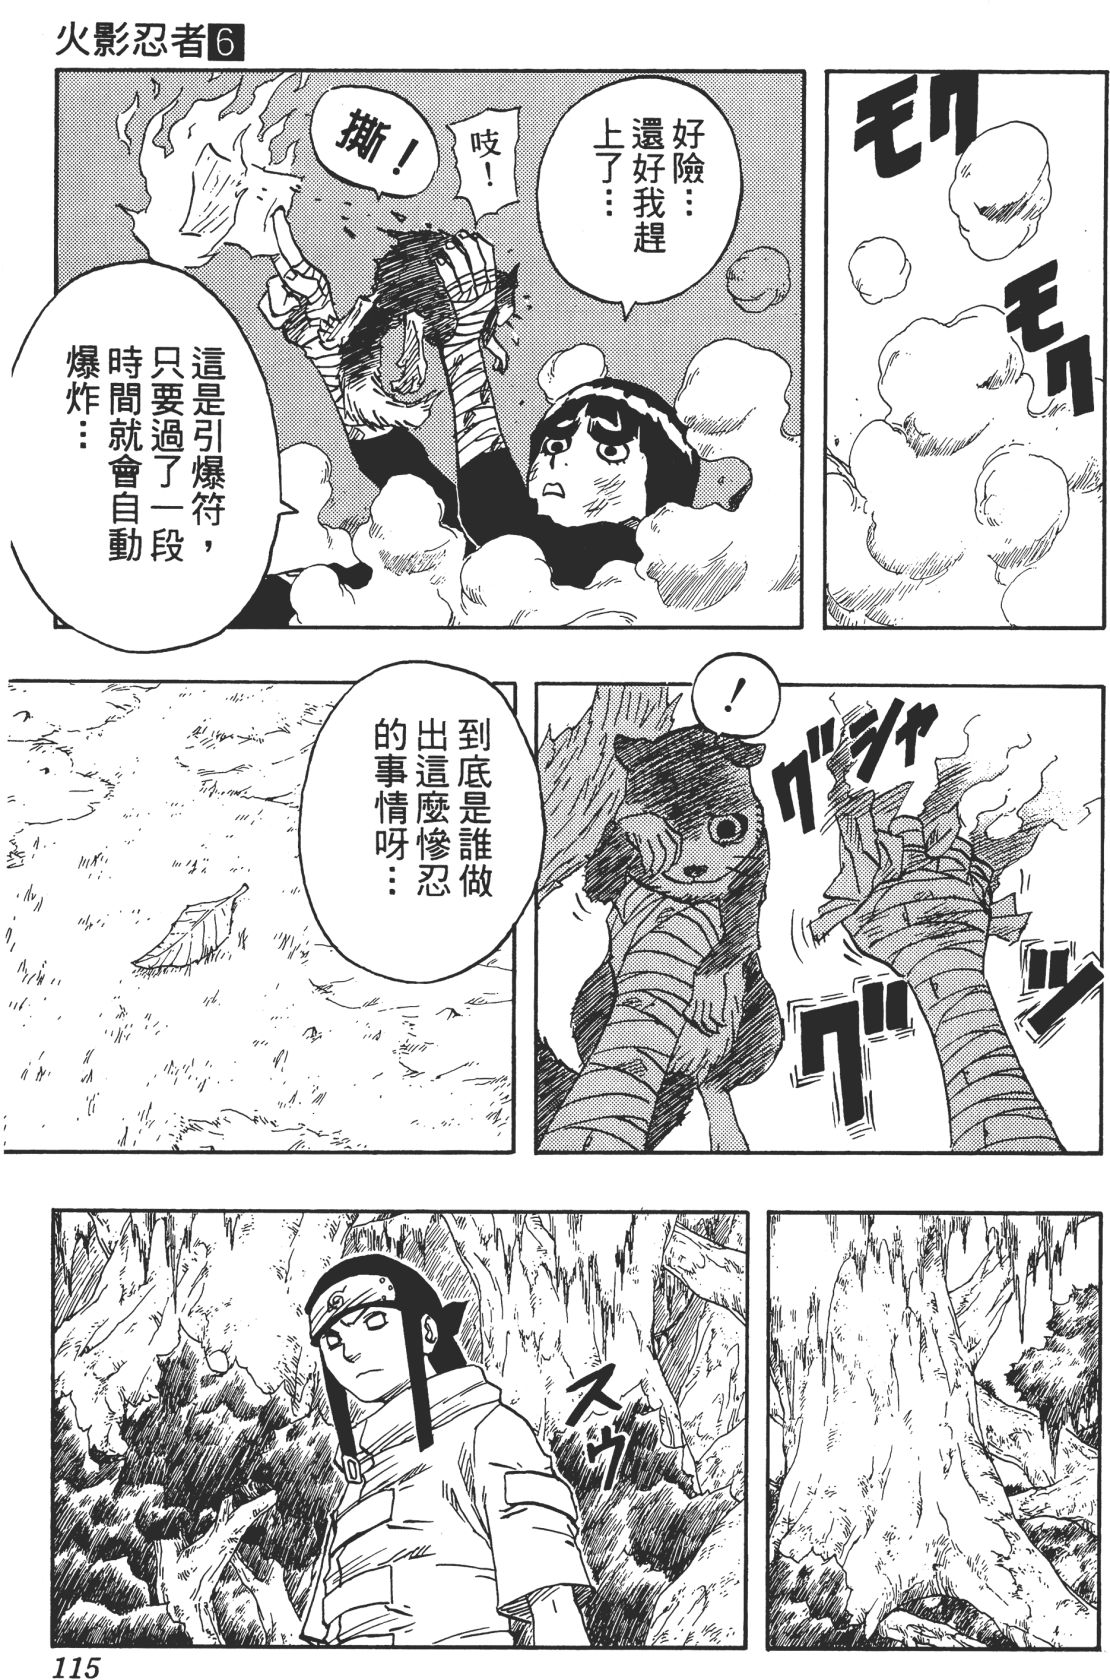 火影忍者6
モク
モク
好險…
還好我趕
上了…
吱！
撕！
這是引爆符，
只要過了一段
時間就會自動
爆炸…
！
グシャ
グッ
到底是誰做
出這麼慘忍
的事情呀…
スウ
115